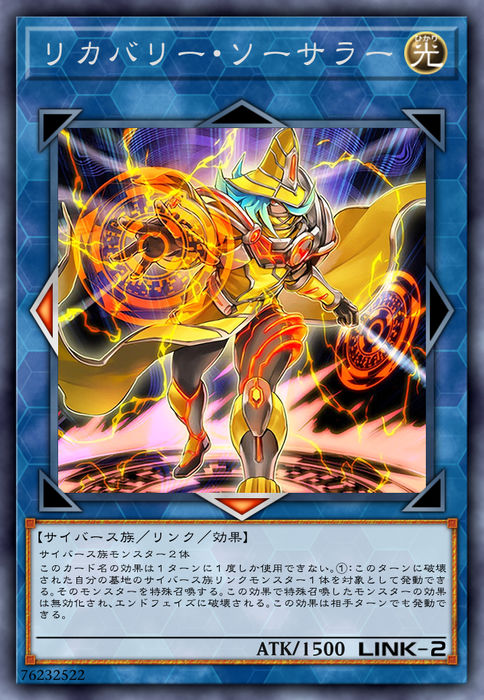 リカバリー・ソーサラー
光
ひかり
【サイバース族／リンク／効果】
サイバース族モンスター２体
このカード名の効果は１ターンに１度しか使用できない。①：このターンに破壊
された自分の墓地のサイバース族リンクモンスター１体を対象として発動でき
る。そのモンスターを特殊召喚する。この効果で特殊召喚したモンスターの効果
は無効化され、エンドフェイズに破壊される。この効果は相手ターンでも発動で
きる。
ATK/1500 LINK-2
76232522